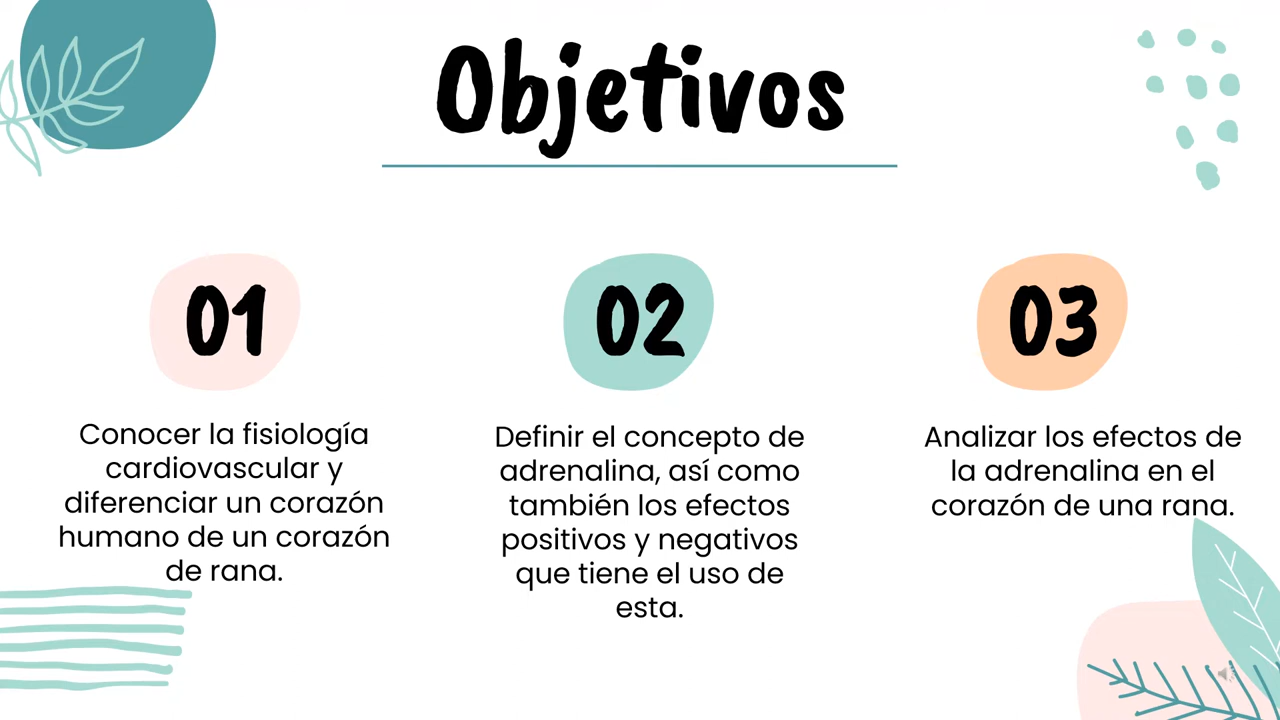 Objetivos
01
Conocer la fisiología
cardiovascular y
diferenciar un corazón
humano de un corazón
de rana.
02
Definir el concepto de
adrenalina, así como
también los efectos
positivos y negativos
que tiene el uso de
esta.
03
Analizar los efectos de
la adrenalina en el
corazón de una rana.